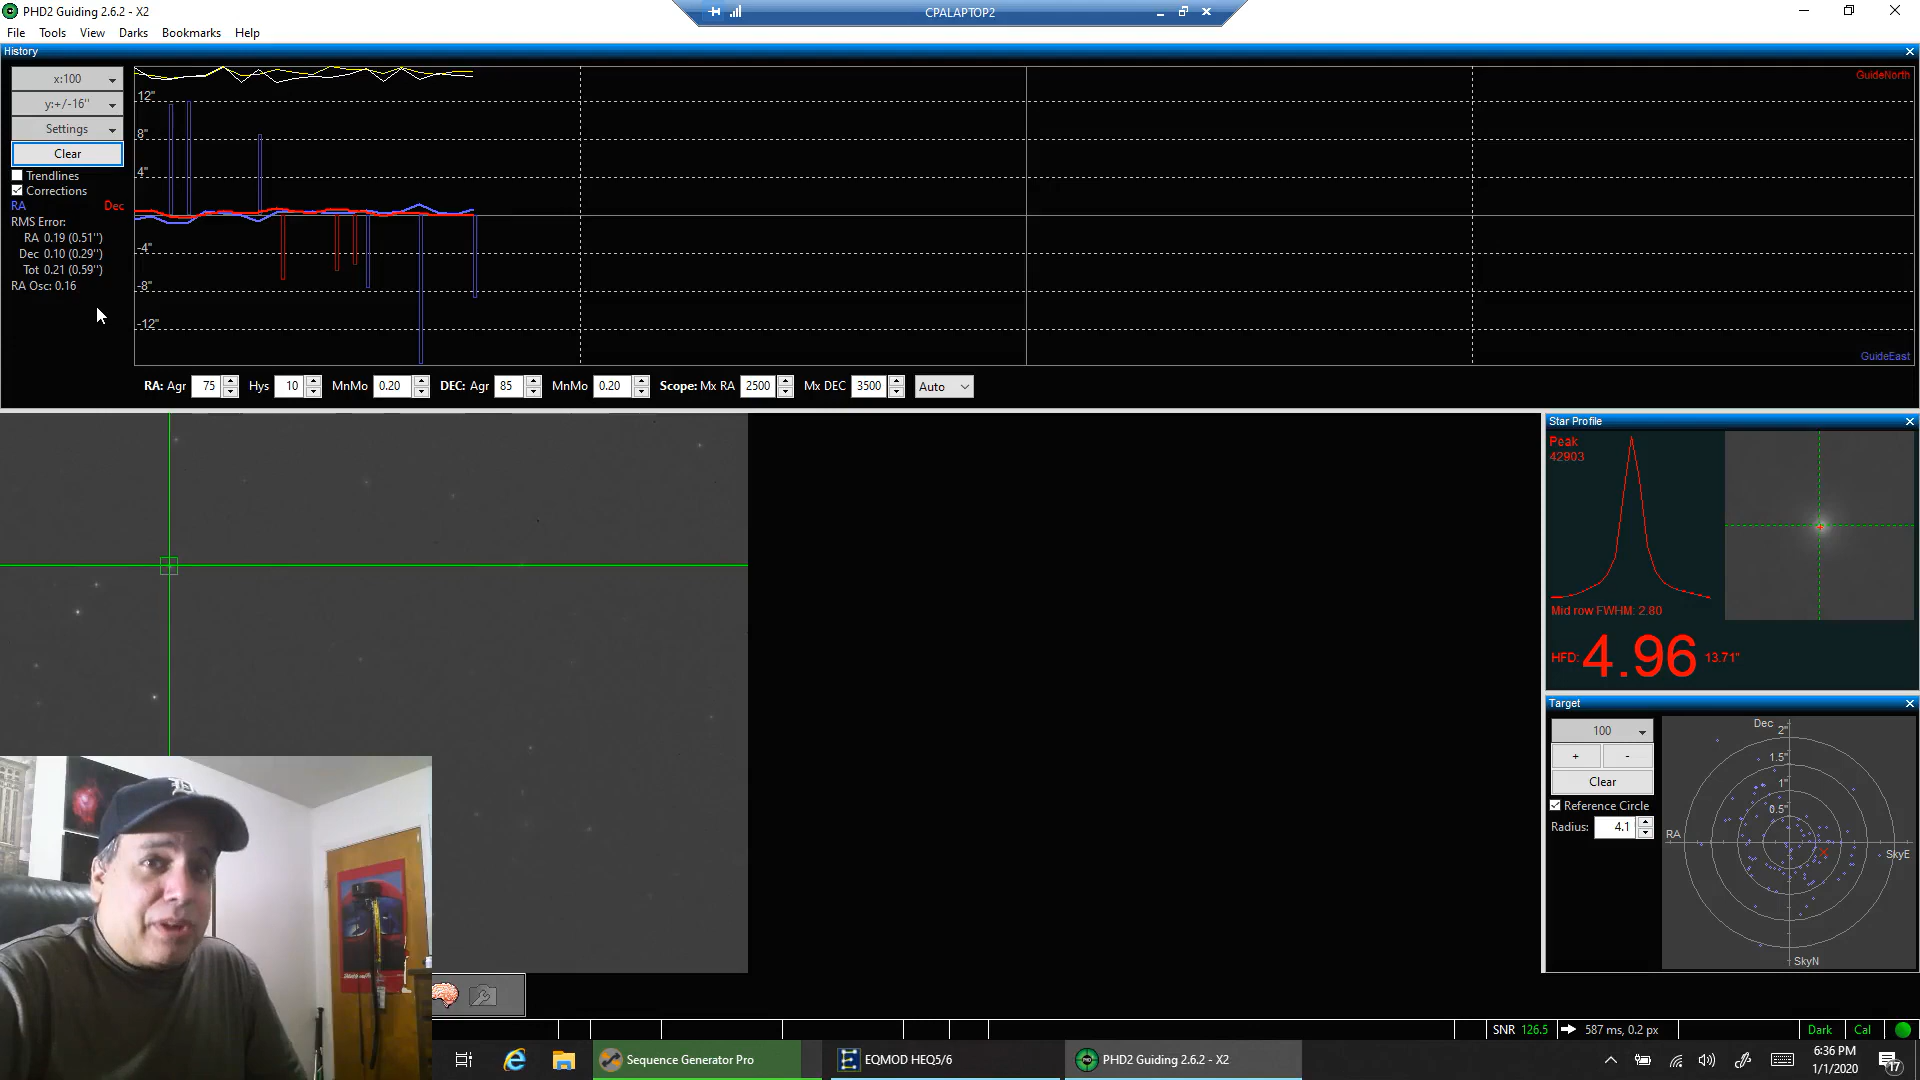 PHD2 Guiding 2.6.2 - X2
CPALAPTOP2
File Tools View Darks Bookmarks Help
History
x:100
y:+/-16"
Settings
Clear
Trendlines
Corrections
RA Dec
RMS Error:
RA 0.19 (0.51")
Dec 0.10 (0.29")
Tot 0.21 (0.59")
RA Osc: 0.16
12"
8"
4"
-4"
-8"
-12"
GuideNorth
GuideEast
RA: Agr 75 Hys 10 MnMo 0.20 DEC: Agr 85 MnMo 0.20 Scope: Mx RA 2500 Mx DEC 3500 Auto
Star Profile
Peak
42903
Mid row FWHM: 2.80
HFD: 4.96 13.71"
Target
100
+ -
Clear
Reference Circle
Radius: 4.1
Dec
2"
1.5"
1"
0.5"
RA
SkyE
SkyN
SNR 126.5 587 ms, 0.2 px Dark Cal
Sequence Generator Pro
EQMOD HEQ5/6
PHD2 Guiding 2.6.2 - X2
6:36 PM
1/1/2020
17